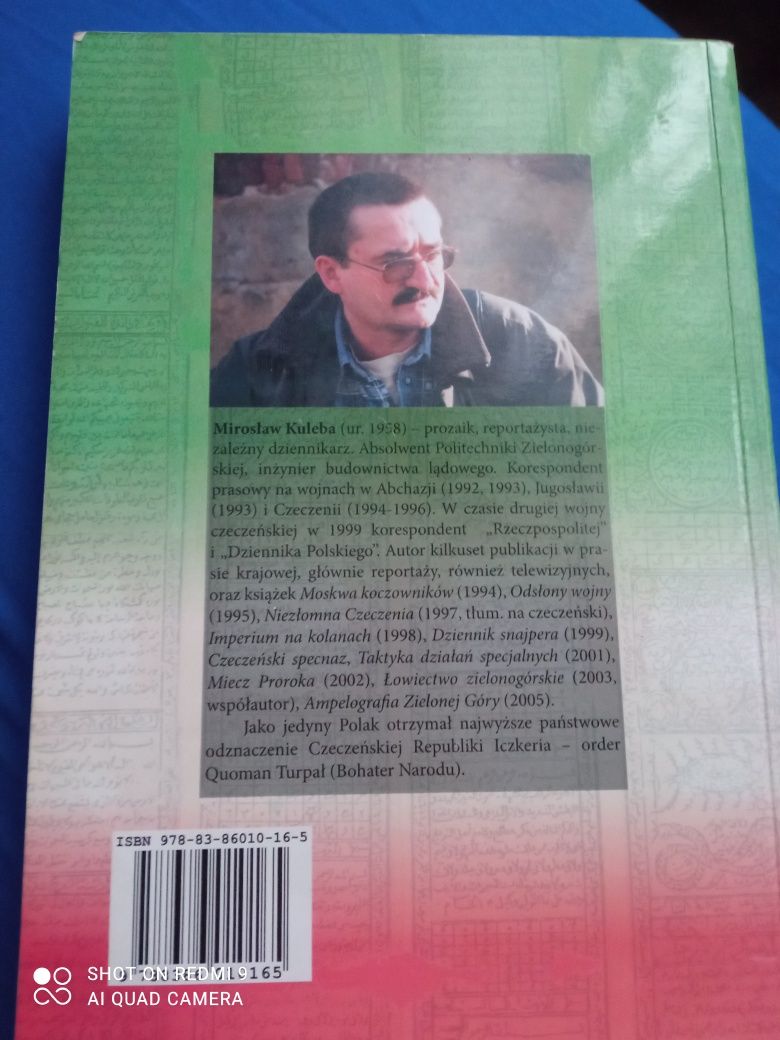 Mirosław Kuleba (ur. 1958) – prozaik, reportażysta, nie-
zależny dziennikarz. Absolwent Politechniki Zielonogór-
skiej, inżynier budownictwa lądowego. Korespondent
prasowy na wojnach w Abchazji (1992, 1993), Jugosławii
(1993) i Czeczenii (1994-1996). W czasie drugiej wojny
czeczeńskiej w 1999 korespondent „Rzeczpospolitej”
i „Dziennika Polskiego”. Autor kilkuset publikacji w pra-
sie krajowej, głównie reportaży, również telewizyjnych,
oraz książek Moskwa koczowników (1994), Odsłony wojny
(1995), Niezłomna Czeczenia (1997, tłum. na czeczeński),
Imperium na kolanach (1998), Dziennik snajpera (1999),
Czeczeński specnaz, Taktyka działań specjalnych (2001),
Miecz Proroka (2002), Łowiectwo zielonogórskie (2003,
współautor), Ampelografia Zielonej Góry (2005).
Jako jedyny Polak otrzymał najwyższe państwowe
odznaczenie Czeczeńskiej Republiki Iczkeria – order
Quoman Turpał (Bohater Narodu).
ISBN 978-83-86010-16-5
SHOT ON REDMI 9
AI QUAD CAMERA